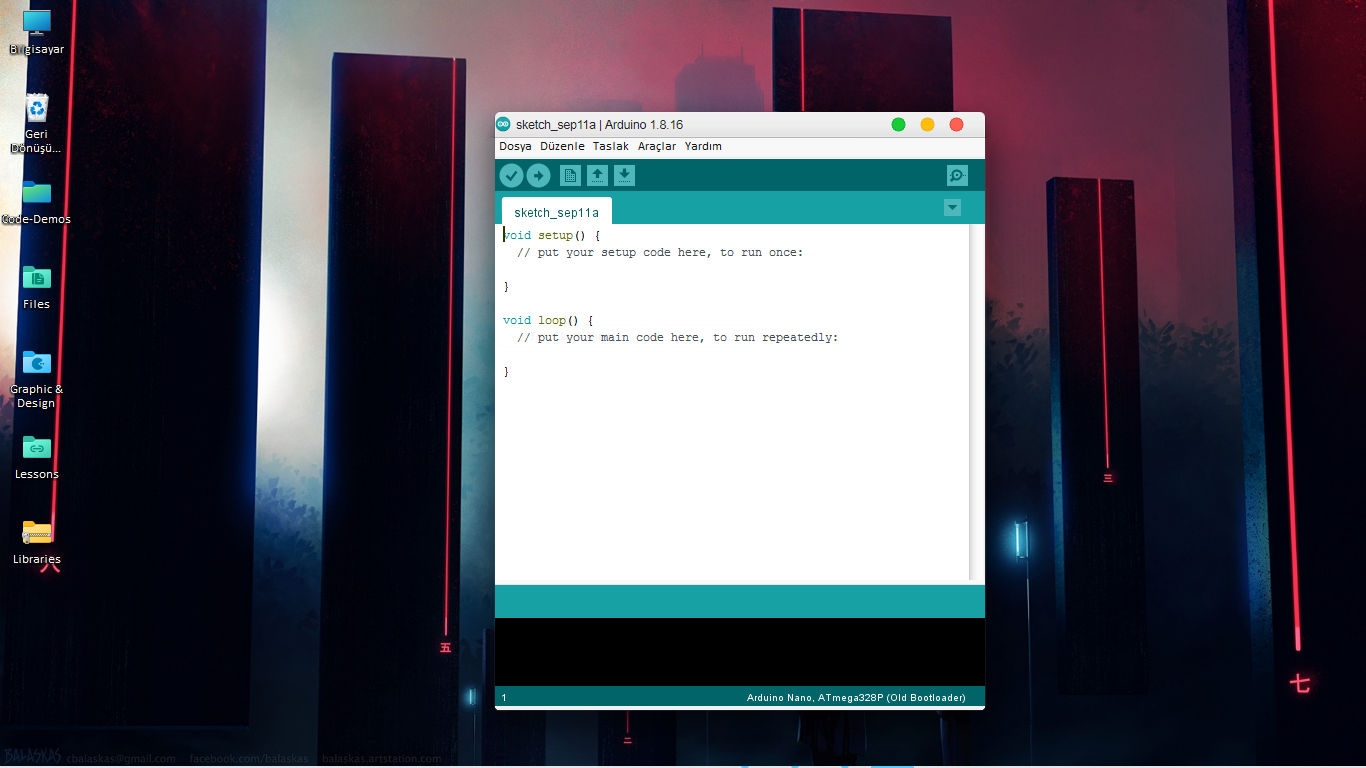 Bilgisayar
Geri
Dönüşü...
Code-Demos
Files
Graphic &
Design
Lessons
Libraries
sketch_sep11a | Arduino 1.8.16
Dosya Düzenle Taslak Araçlar Yardım
sketch_sep11a
void setup() {
// put your setup code here, to run once:
}
void loop() {
// put your main code here, to run repeatedly:
}
1
Arduino Nano, ATmega328P (Old Bootloader)
八
五
二
三
七
BALASKAS cbalaskas@gmail.com facebook.com/balaskas balaskas.artstation.com